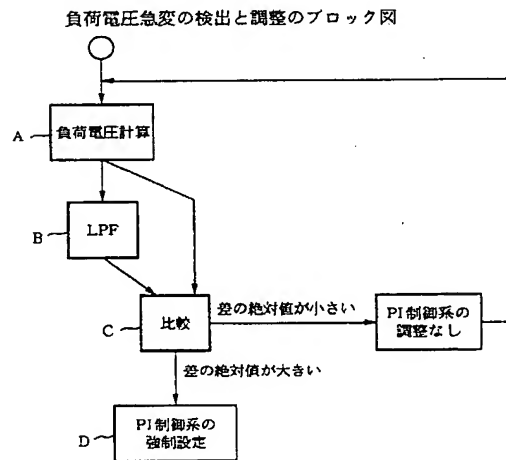 負荷電圧急変の検出と調整のブロック図
A
負荷電圧計算
B
LPF
C
比較
差の絶対値が小さい
PI制御系の
調整なし
差の絶対値が大きい
D
PI制御系の
強制設定